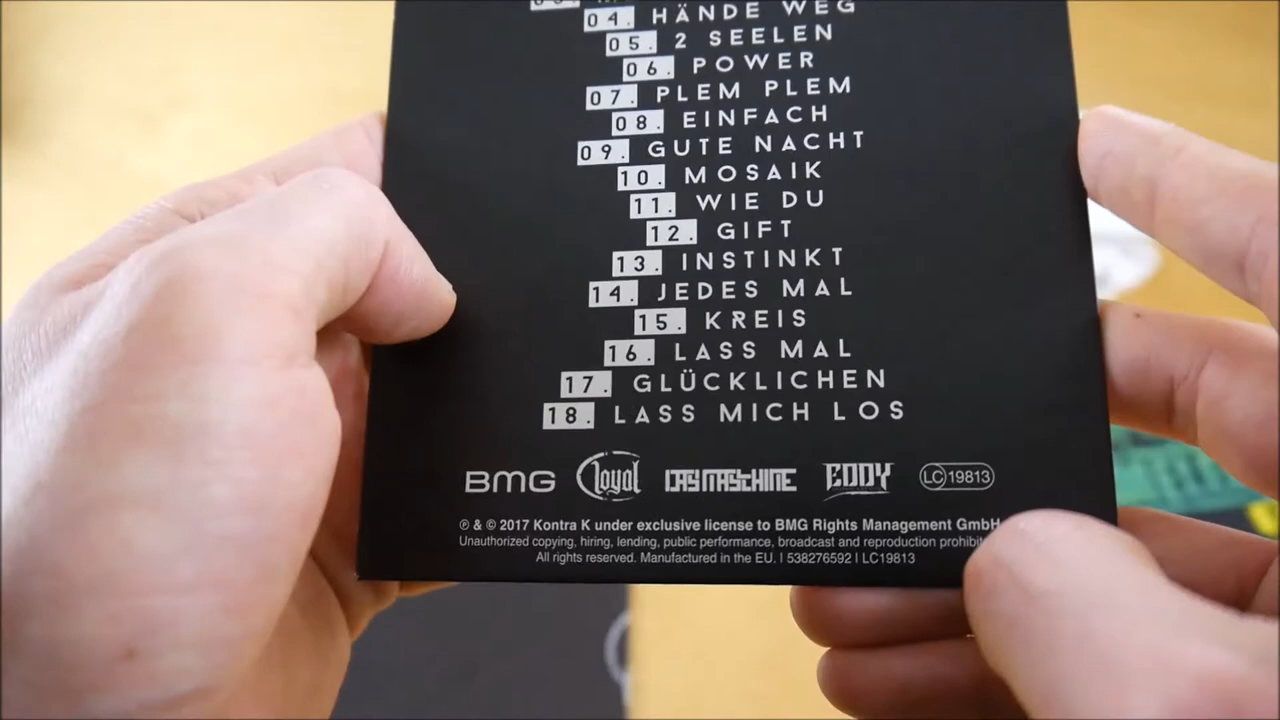 04. HÄNDE WEG
05. 2 SEELEN
06. POWER
07. PLEM PLEM
08. EINFACH
09. GUTE NACHT
10. MOSAIK
11. WIE DU
12. GIFT
13. INSTINKT
14. JEDES MAL
15. KREIS
16. LASS MAL
17. GLÜCKLICHEN
18. LASS MICH LOS
BMG Loyal DAS MASCHINE EDDY LC 19813
℗ & © 2017 Kontra K under exclusive license to BMG Rights Management GmbH
Unauthorized copying, hiring, lending, public performance, broadcast and reproduction prohibit
All rights reserved. Manufactured in the EU. I 538276592 I LC19813